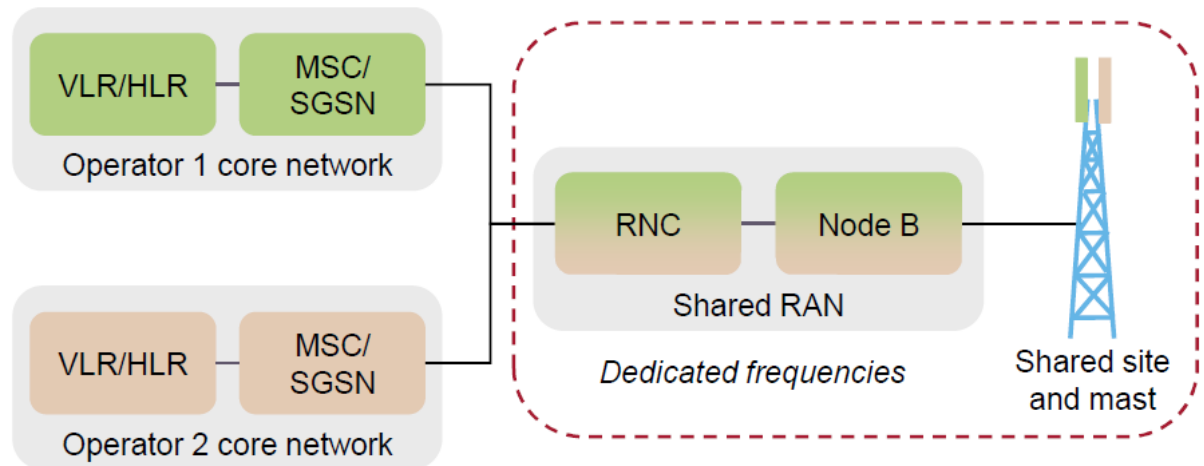 VLR/HLR
MSC/
SGSN
Operator 1 core network
VLR/HLR
MSC/
SGSN
Operator 2 core network
RNC
Node B
Shared RAN
Dedicated frequencies
Shared site
and mast